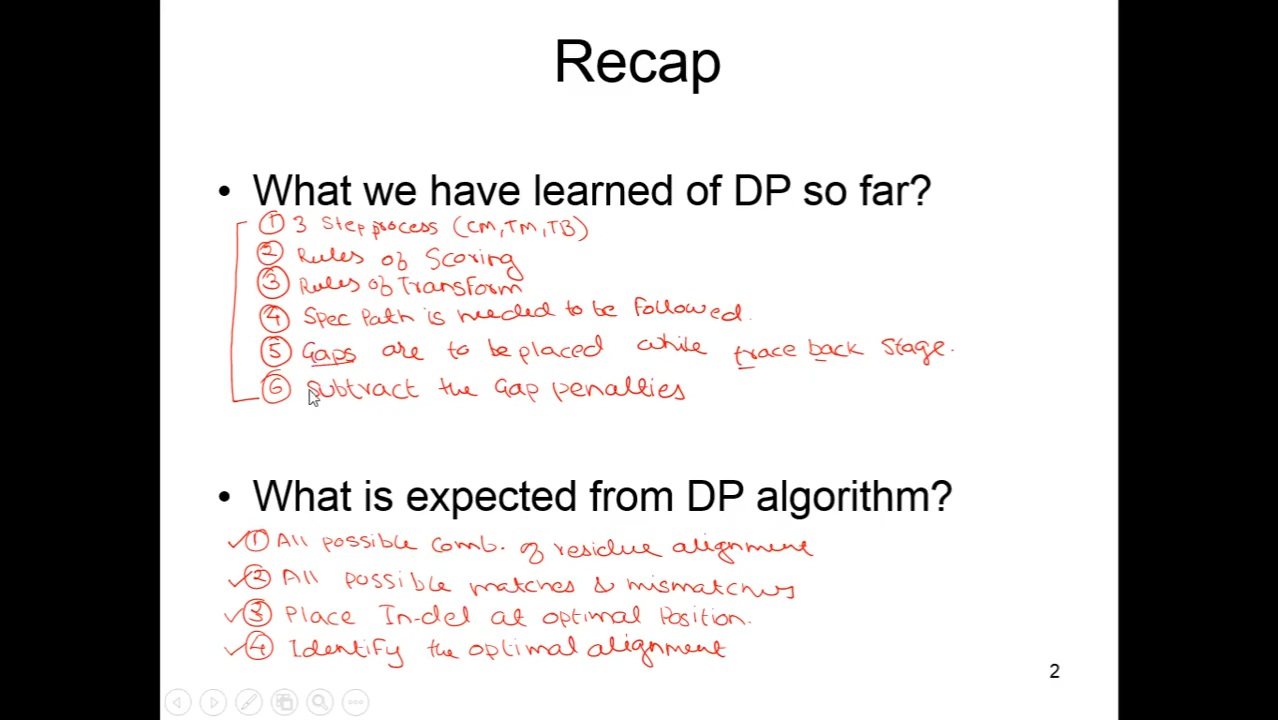 Recap
• What we have learned of DP so far?
① 3 Step process (CM, TM, TB)
② Rules of Scoring
③ Rules of Transform
④ Spec Path is needed to be Followed.
⑤ Gaps are to be placed while trace back stage.
⑥ Subtract the Gap penalties
• What is expected from DP algorithm?
✓① All possible Comb. of residue alignment
✓② All possible matches & mismatches
✓③ Place In-del at optimal Position.
✓④ Identify the optimal alignment
2